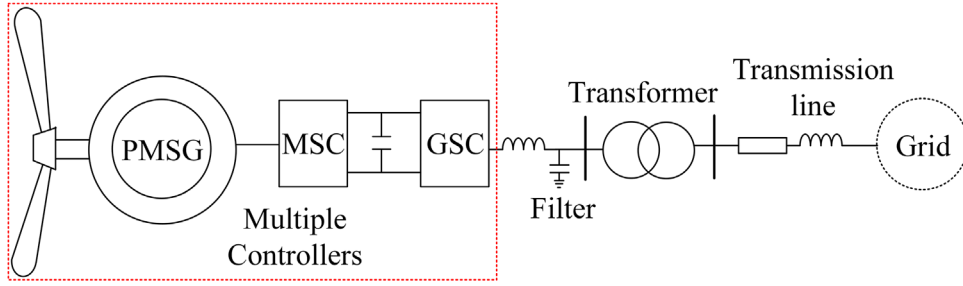 PMSG
MSC
GSC
Multiple
Controllers
Filter
Transformer
Transmission
line
Grid